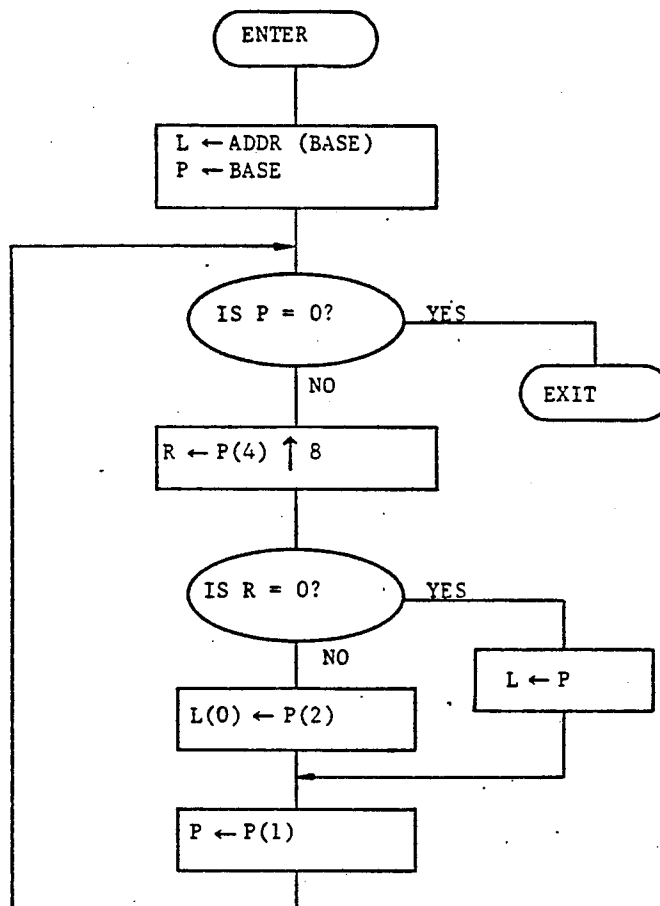 ENTER
L ← ADDR (BASE)
P ← BASE
IS P = 0?
YES
EXIT
NO
R ← P(4) ↑ 8
IS R = 0?
YES
NO
L ← P
L(0) ← P(2)
P ← P(1)